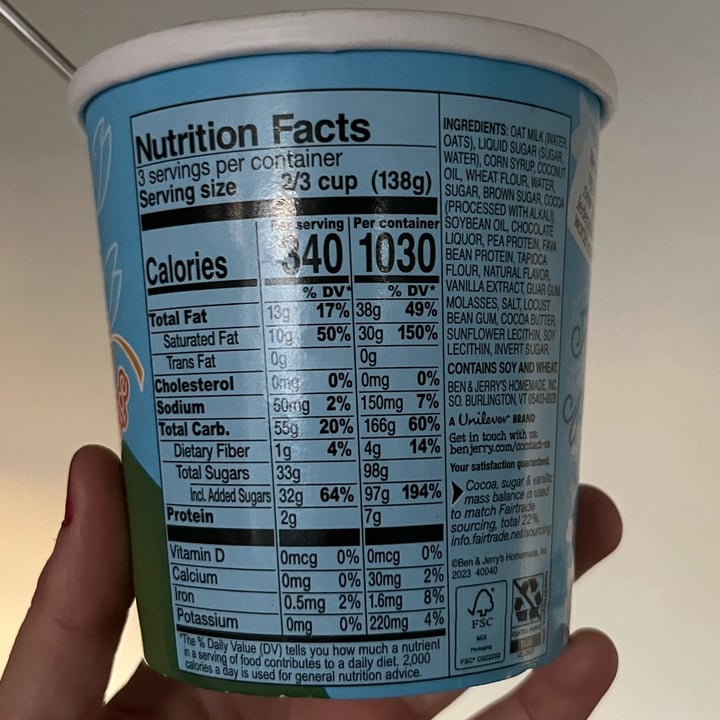 Nutrition Facts
3 servings per container
Serving size 2/3 cup (138g)
Per serving Per container
Calories 340 1030
% DV* % DV*
Total Fat 13g 17% 38g 49%
Saturated Fat 10g 50% 30g 150%
Trans Fat 0g 0g
Cholesterol 0mg 0% 0mg 0%
Sodium 50mg 2% 150mg 7%
Total Carb. 55g 20% 166g 60%
Dietary Fiber 1g 4% 4g 14%
Total Sugars 33g 98g
Incl. Added Sugars 32g 64% 97g 194%
Protein 2g 7g
Vitamin D 0mcg 0% 0mcg 0%
Calcium 0mg 0% 30mg 2%
Iron 0.5mg 2% 1.6mg 8%
Potassium 0mg 0% 220mg 4%
*The % Daily Value (DV) tells you how much a nutrient
in a serving of food contributes to a daily diet. 2,000
calories a day is used for general nutrition advice.
INGREDIENTS: OAT MILK (WATER,
OATS), LIQUID SUGAR (SUGAR,
WATER), CORN SYRUP, COCONUT
OIL, WHEAT FLOUR, WATER,
SUGAR, BROWN SUGAR, COCOA
(PROCESSED WITH ALKALI),
SOYBEAN OIL, CHOCOLATE
LIQUOR, PEA PROTEIN, FAVA
BEAN PROTEIN, TAPIOCA
FLOUR, NATURAL FLAVOR,
VANILLA EXTRACT, GUAR GUM,
MOLASSES, SALT, LOCUST
BEAN GUM, COCOA BUTTER,
SUNFLOWER LECITHIN, SOY
LECITHIN, INVERT SUGAR.
CONTAINS SOY AND WHEAT.
BEN & JERRY'S HOMEMADE, INC.
SO. BURLINGTON, VT 05403-6828
A Unilever BRAND
Get in touch with us:
benjerry.com/contact-us
Your satisfaction guaranteed.
Cocoa, sugar & vanilla:
mass balance is used
to match Fairtrade
sourcing, total 22%.
info.fairtrade.net/sourcing
©Ben & Jerry's Homemade, Inc.
2023 40040
FSC
MIX
Packaging
FSC® C022222